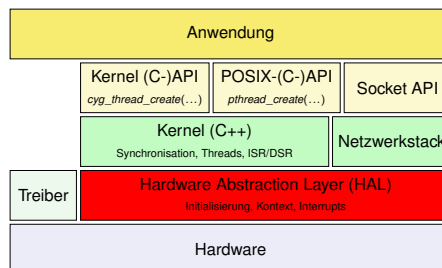 Anwendung
Kernel (C-)API
cyg_thread_create(...)
POSIX-(C-)API
pthread_create(...)
Socket API
Kernel (C++)
Synchronisation, Threads, ISR/DSR
Netzwerkstack
Treiber
Hardware Abstraction Layer (HAL)
Initialisierung, Kontext, Interrupts
Hardware